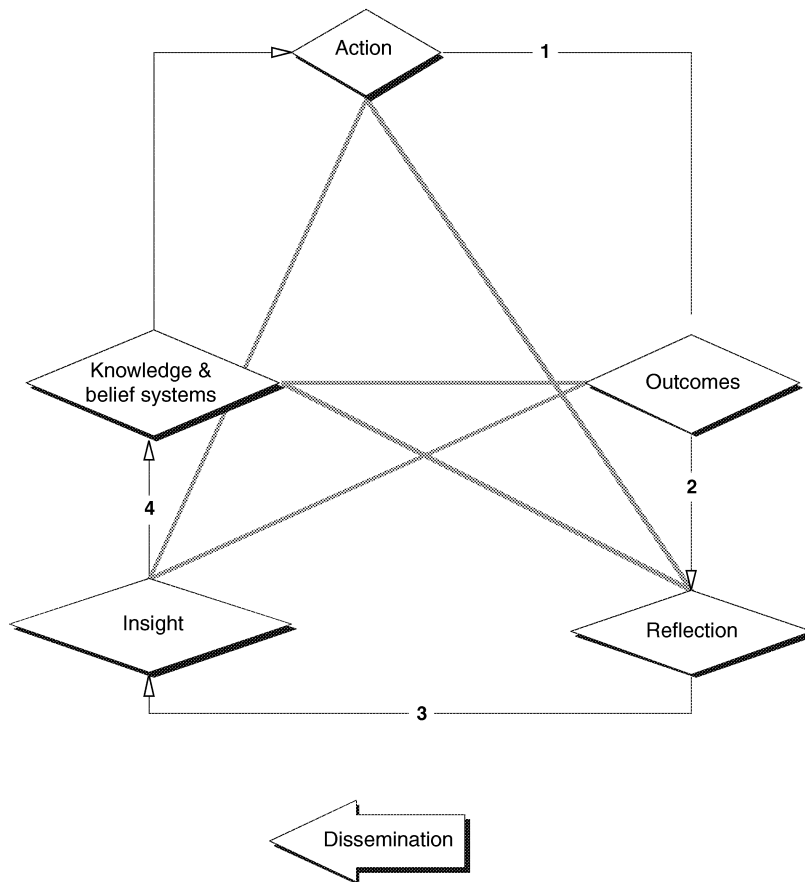 Action
1
Knowledge &
belief systems
Outcomes
2
4
Insight
Reflection
3
Dissemination